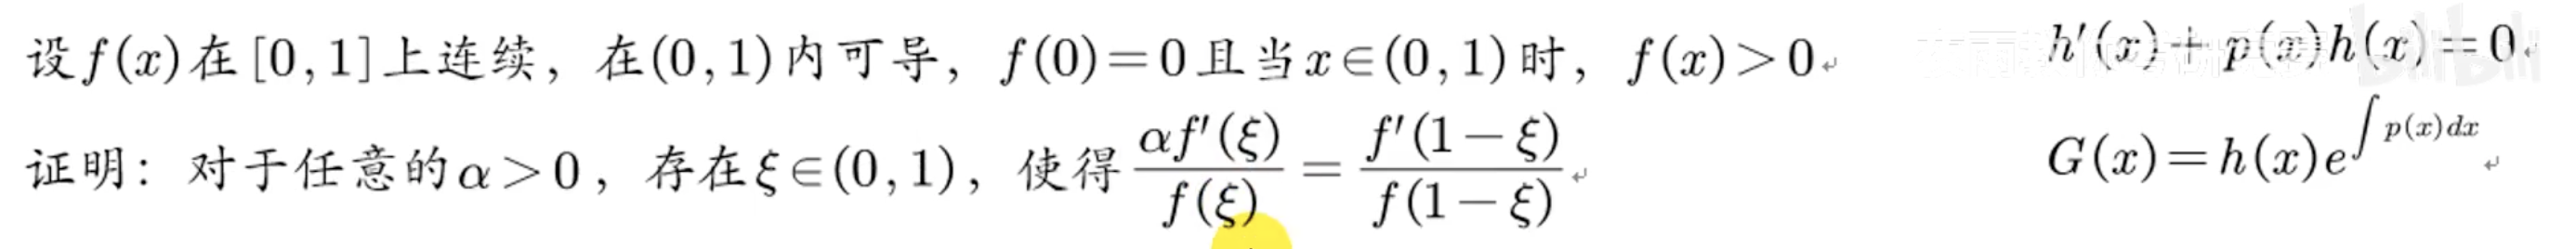 设f(x)在[0,1]上连续，在(0,1)内可导，f(0)=0且当x∈(0,1)时，f(x)>0
证明：对于任意的α>0，存在ξ∈(0,1)，使得αf′(ξ)/f(ξ)=f′(1−ξ)/f(1−ξ)
h′(x)+p(x)h(x)=0
G(x)=h(x)e^{∫p(x)dx}